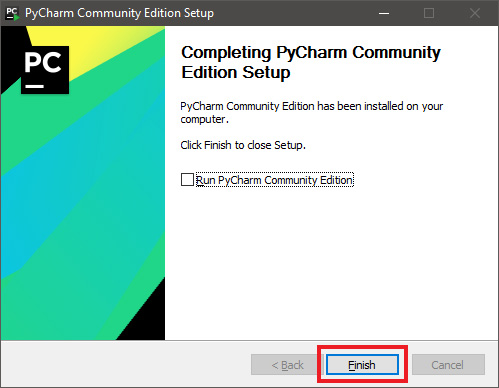 PC PyCharm Community Edition Setup
PC
Completing PyCharm Community
Edition Setup
PyCharm Community Edition has been installed on your
computer.
Click Finish to close Setup.
Run PyCharm Community Edition
< Back
Finish
Cancel